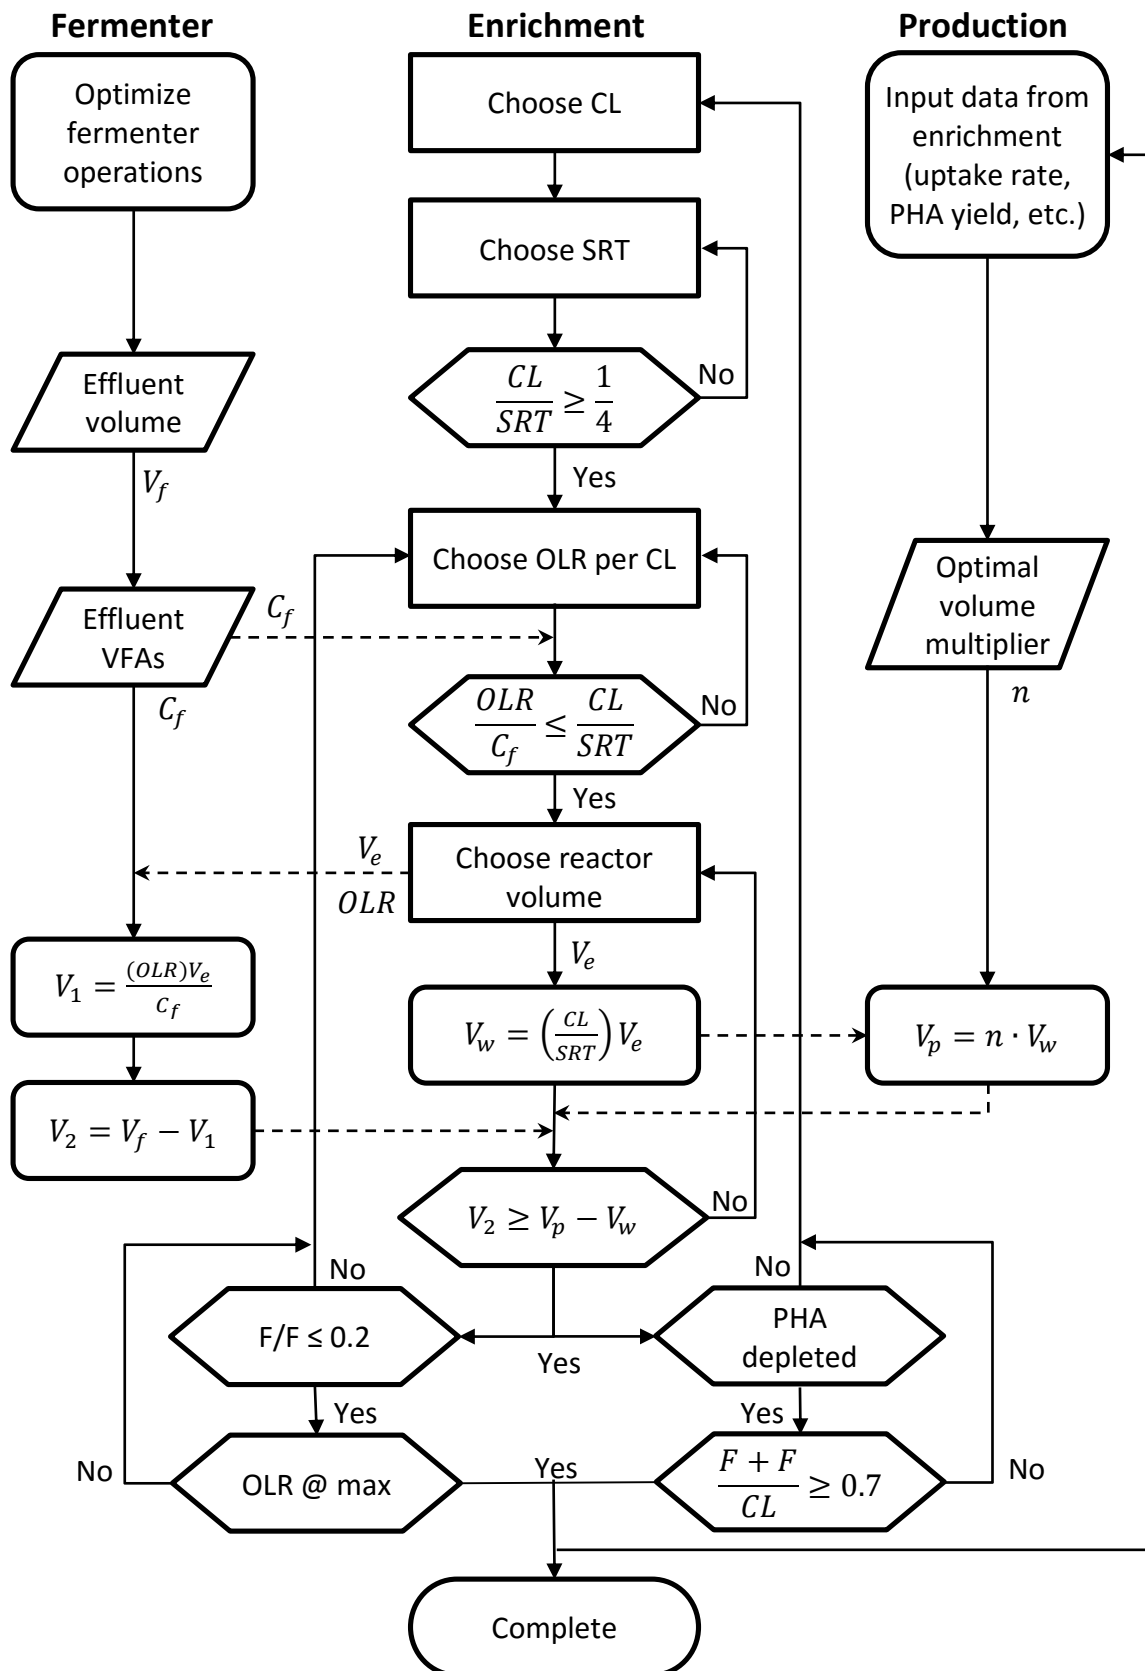 Fermenter
Enrichment
Production
Optimize
fermenter
operations
Effluent
volume
V_f
Effluent
VFAs
C_f
C_f
V_1 = (OLR)V_e / C_f
V_2 = V_f − V_1
Choose CL
Choose SRT
CL / SRT ≥ 1 / 4
No
Yes
Choose OLR per CL
OLR / C_f ≤ CL / SRT
No
Yes
Choose reactor
volume
V_e
OLR
V_e
V_w = (CL / SRT) V_e
V_2 ≥ V_p − V_w
No
Yes
Input data from
enrichment
(uptake rate,
PHA yield, etc.)
Optimal
volume
multiplier
n
V_p = n · V_w
No
F/F ≤ 0.2
Yes
No
OLR @ max
No
PHA
depleted
Yes
F + F / CL ≥ 0.7
No
Yes
Complete